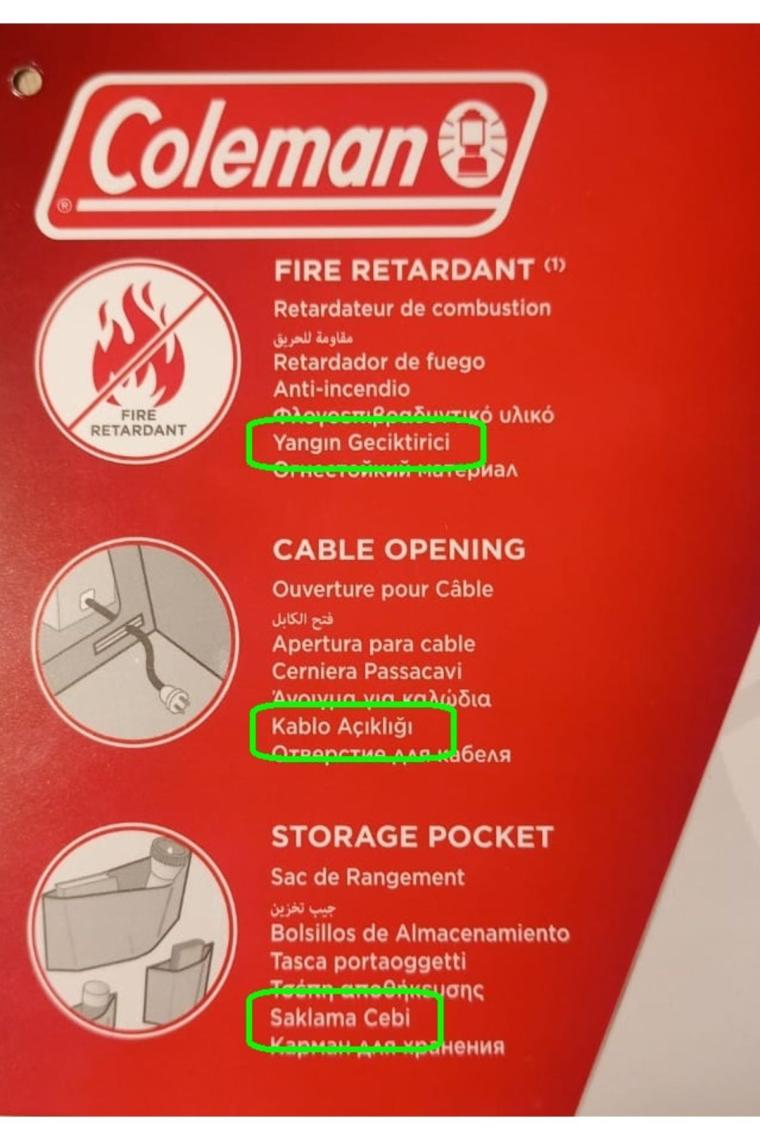 Coleman
®
FIRE RETARDANT (1)
Retardateur de combustion
مقاومة للحريق
Retardador de fuego
Anti-incendio
Φλογοεπιβραδυντικό υλικό
Yangın Geciktirici
Огнестойкий материал
FIRE
RETARDANT
CABLE OPENING
Ouverture pour Câble
فتح الكابل
Apertura para cable
Cerniera Passacavi
Άνοιγμα για καλώδια
Kablo Açıklığı
Отверстие для кабеля
STORAGE POCKET
Sac de Rangement
جيب تخزين
Bolsillos de Almacenamiento
Tasca portaoggetti
Τσέπη αποθήκευσης
Saklama Cebi
Карман для хранения